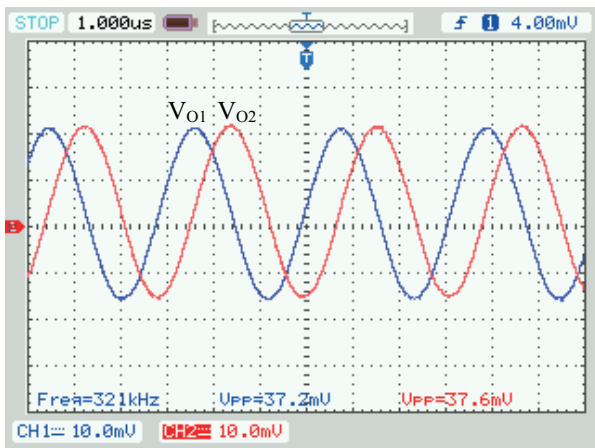 STOP 1.000us T 1 4.00mV
T
VO1 VO2
Freq=321kHz Vpp=37.2mV Vpp=37.6mV
CH1 10.0mV CH2 10.0mV